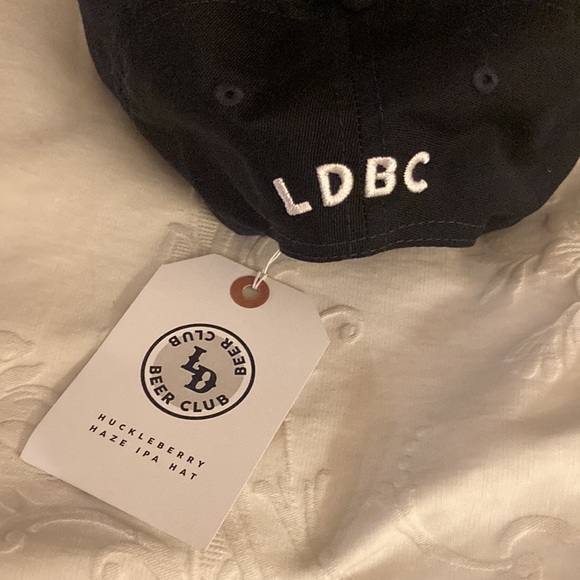 LDBC
BEER CLUB
LD
BEER CLUB
HUCKLEBERRY
HAZE IPA HAT